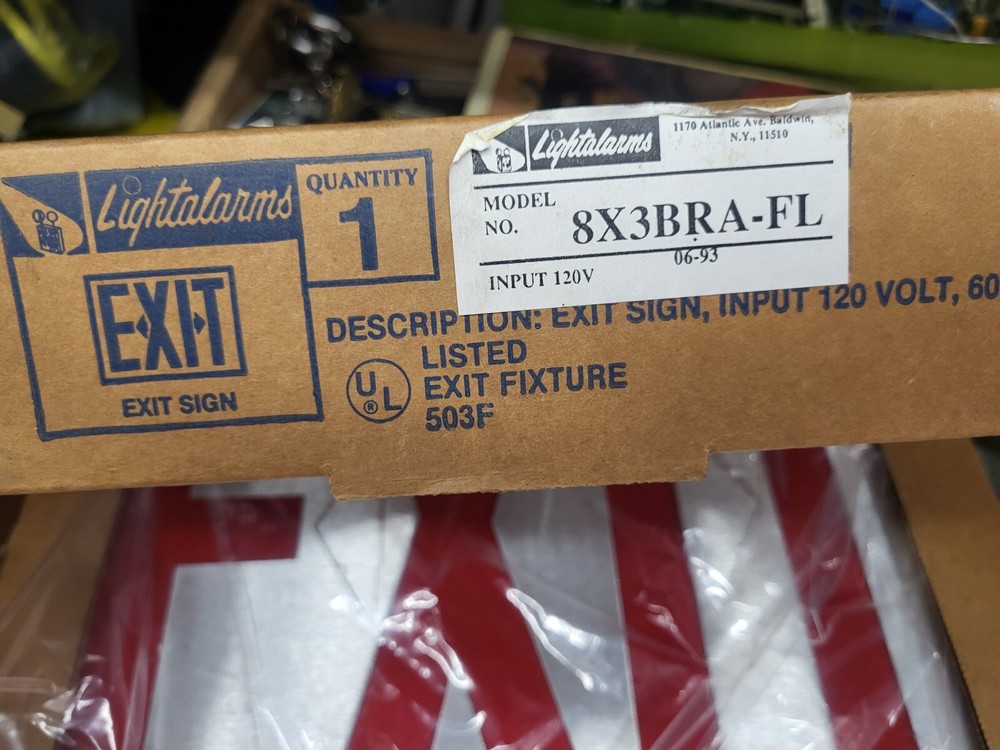 Lightalarms
EXIT
EXIT SIGN
QUANTITY
1
Lightalarms
1170 Atlantic Ave. Baldwin,
N.Y., 11510
MODEL
NO.
8X3BRA-FL
06-93
INPUT 120V
DESCRIPTION: EXIT SIGN, INPUT 120 VOLT, 60
UL
®
LISTED
EXIT FIXTURE
503F
EXI